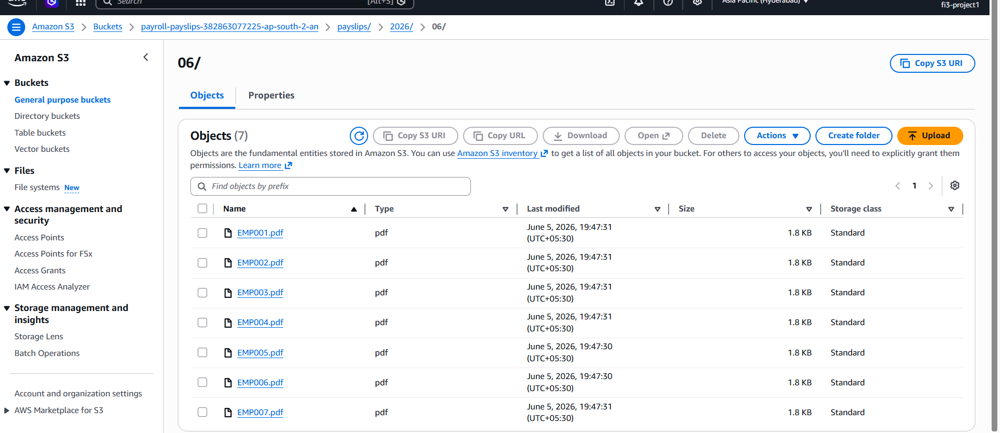 aws
Search
[Alt+S]
Asia Pacific (Hyderabad)
fi3-project1
Amazon S3
Buckets
payroll-payslips-382863077225-ap-south-2-an
payslips/
2026/
06/
Amazon S3
Buckets
General purpose buckets
Directory buckets
Table buckets
Vector buckets
Files
File systems New
Access management and
security
Access Points
Access Points for FSx
Access Grants
IAM Access Analyzer
Storage management and
insights
Storage Lens
Batch Operations
Account and organization settings
AWS Marketplace for S3
06/
Copy S3 URI
Objects
Properties
Objects (7)
Copy S3 URI
Copy URL
Download
Open
Delete
Actions
Create folder
Upload
Objects are the fundamental entities stored in Amazon S3. You can use Amazon S3 inventory to get a list of all objects in your bucket. For others to access your objects, you'll need to explicitly grant them
permissions. Learn more
Find objects by prefix
1
Name Type Last modified Size Storage class
EMP001.pdf pdf June 5, 2026, 19:47:31 (UTC+05:30) 1.8 KB Standard
EMP002.pdf pdf June 5, 2026, 19:47:31 (UTC+05:30) 1.8 KB Standard
EMP003.pdf pdf June 5, 2026, 19:47:31 (UTC+05:30) 1.8 KB Standard
EMP004.pdf pdf June 5, 2026, 19:47:31 (UTC+05:30) 1.8 KB Standard
EMP005.pdf pdf June 5, 2026, 19:47:30 (UTC+05:30) 1.8 KB Standard
EMP006.pdf pdf June 5, 2026, 19:47:30 (UTC+05:30) 1.8 KB Standard
EMP007.pdf pdf June 5, 2026, 19:47:31 (UTC+05:30) 1.8 KB Standard